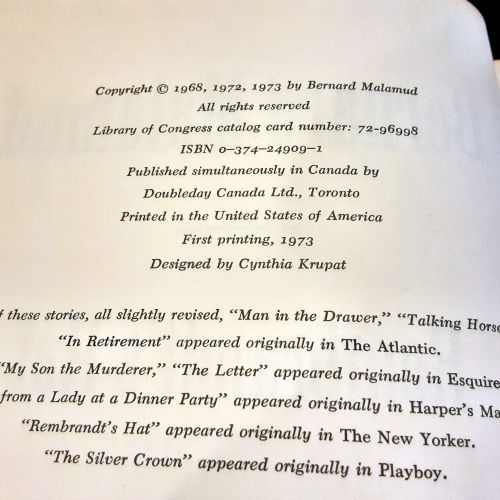 Copyright © 1968, 1972, 1973 by Bernard Malamud
All rights reserved
Library of Congress catalog card number: 72-96998
ISBN 0-374-24909-1
Published simultaneously in Canada by
Doubleday Canada Ltd., Toronto
Printed in the United States of America
First printing, 1973
Designed by Cynthia Krupat
f these stories, all slightly revised, "Man in the Drawer," "Talking Horse
"In Retirement" appeared originally in The Atlantic.
"My Son the Murderer," "The Letter" appeared originally in Esquire
from a Lady at a Dinner Party" appeared originally in Harper's Ma
"Rembrandt's Hat" appeared originally in The New Yorker.
"The Silver Crown" appeared originally in Playboy.